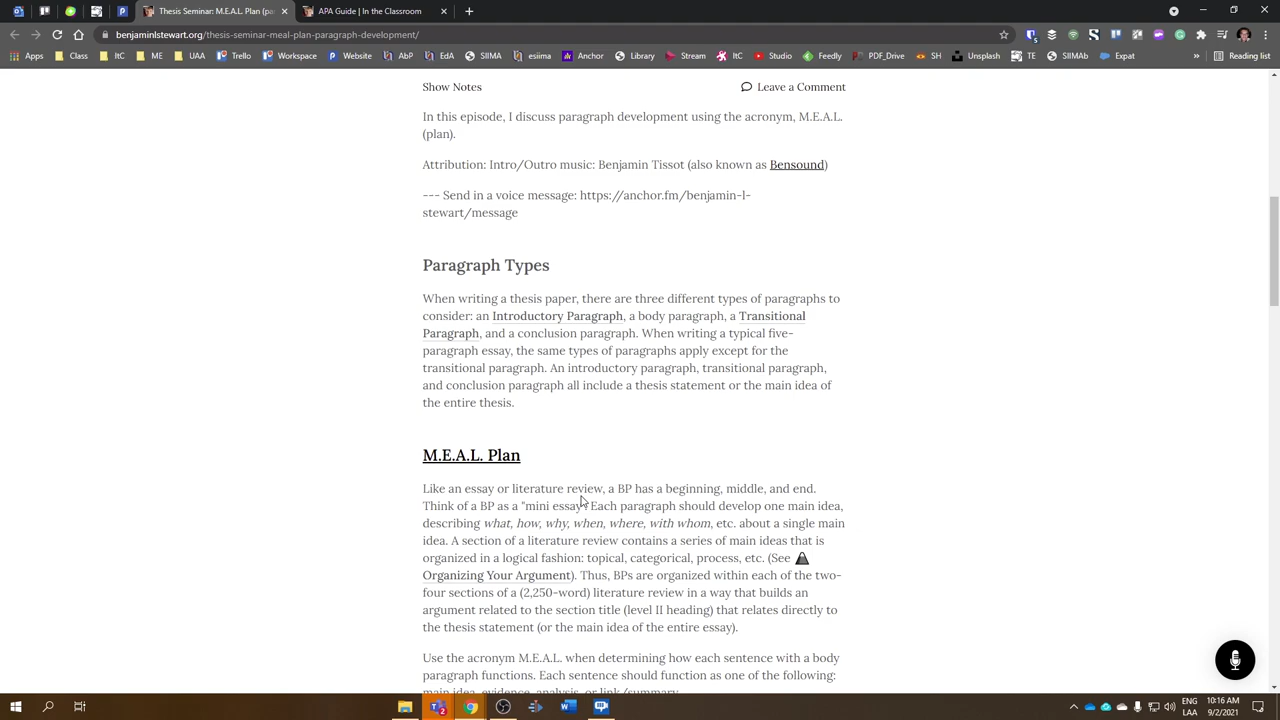 Thesis Seminar: M.E.A.L Plan (pa
APA Guide | In the Classroom
benjaminlstewart.org/thesis-seminar-meal-plan-paragraph-development/
Apps Class ItC ME UAA Trello Workspace Website AbP EdA SIIMA esiima Anchor Library Stream ItC Studio Feedly PDF_Drive SH Unsplash TE SIIMAb Expat » Reading list
Show Notes Leave a Comment
In this episode, I discuss paragraph development using the acronym, M.E.A.L.
(plan).
Attribution: Intro/Outro music: Benjamin Tissot (also known as Bensound)
--- Send in a voice message: https://anchor.fm/benjamin-l-
stewart/message
Paragraph Types
When writing a thesis paper, there are three different types of paragraphs to
consider: an Introductory Paragraph, a body paragraph, a Transitional
Paragraph, and a conclusion paragraph. When writing a typical five-
paragraph essay, the same types of paragraphs apply except for the
transitional paragraph. An introductory paragraph, transitional paragraph,
and conclusion paragraph all include a thesis statement or the main idea of
the entire thesis.
M.E.A.L. Plan
Like an essay or literature review, a BP has a beginning, middle, and end.
Think of a BP as a "mini essay." Each paragraph should develop one main idea,
describing what, how, why, when, where, with whom, etc. about a single main
idea. A section of a literature review contains a series of main ideas that is
organized in a logical fashion: topical, categorical, process, etc. (See
Organizing Your Argument). Thus, BPs are organized within each of the two-
four sections of a (2,250-word) literature review in a way that builds an
argument related to the section title (level II heading) that relates directly to
the thesis statement (or the main idea of the entire essay).
Use the acronym M.E.A.L. when determining how each sentence with a body
paragraph functions. Each sentence should function as one of the following:
main idea, evidence, analysis, or link/summary.
ENG 10:16 AM
LAA 9/2/2021